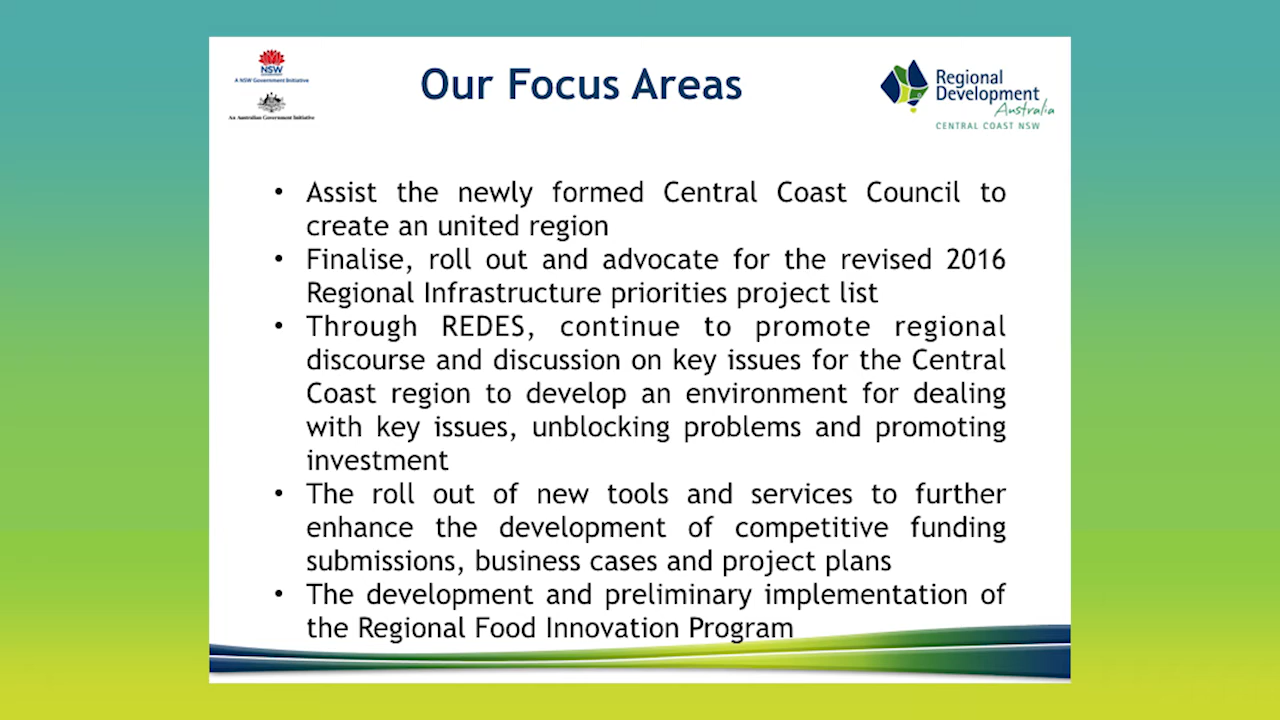 NSW
A NSW Government Initiative
An Australian Government Initiative
Our Focus Areas
Regional
Development
Australia
CENTRAL COAST NSW
• Assist the newly formed Central Coast Council to
create an united region
• Finalise, roll out and advocate for the revised 2016
Regional Infrastructure priorities project list
• Through REDES, continue to promote regional
discourse and discussion on key issues for the Central
Coast region to develop an environment for dealing
with key issues, unblocking problems and promoting
investment
• The roll out of new tools and services to further
enhance the development of competitive funding
submissions, business cases and project plans
• The development and preliminary implementation of
the Regional Food Innovation Program